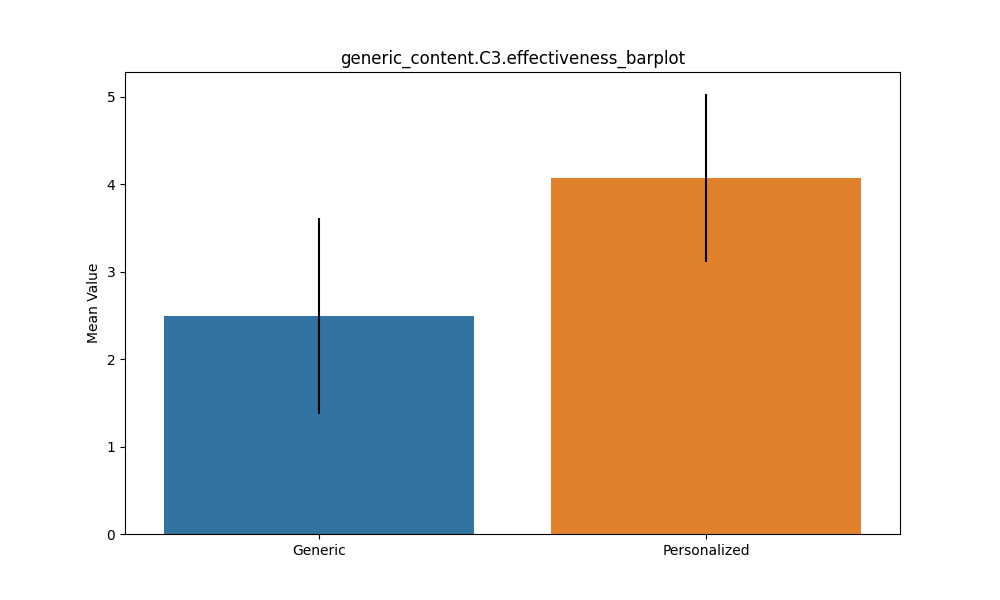 generic_content.C3.effectiveness_barplot
5
4
3
2
1
0
Mean Value
Generic
Personalized